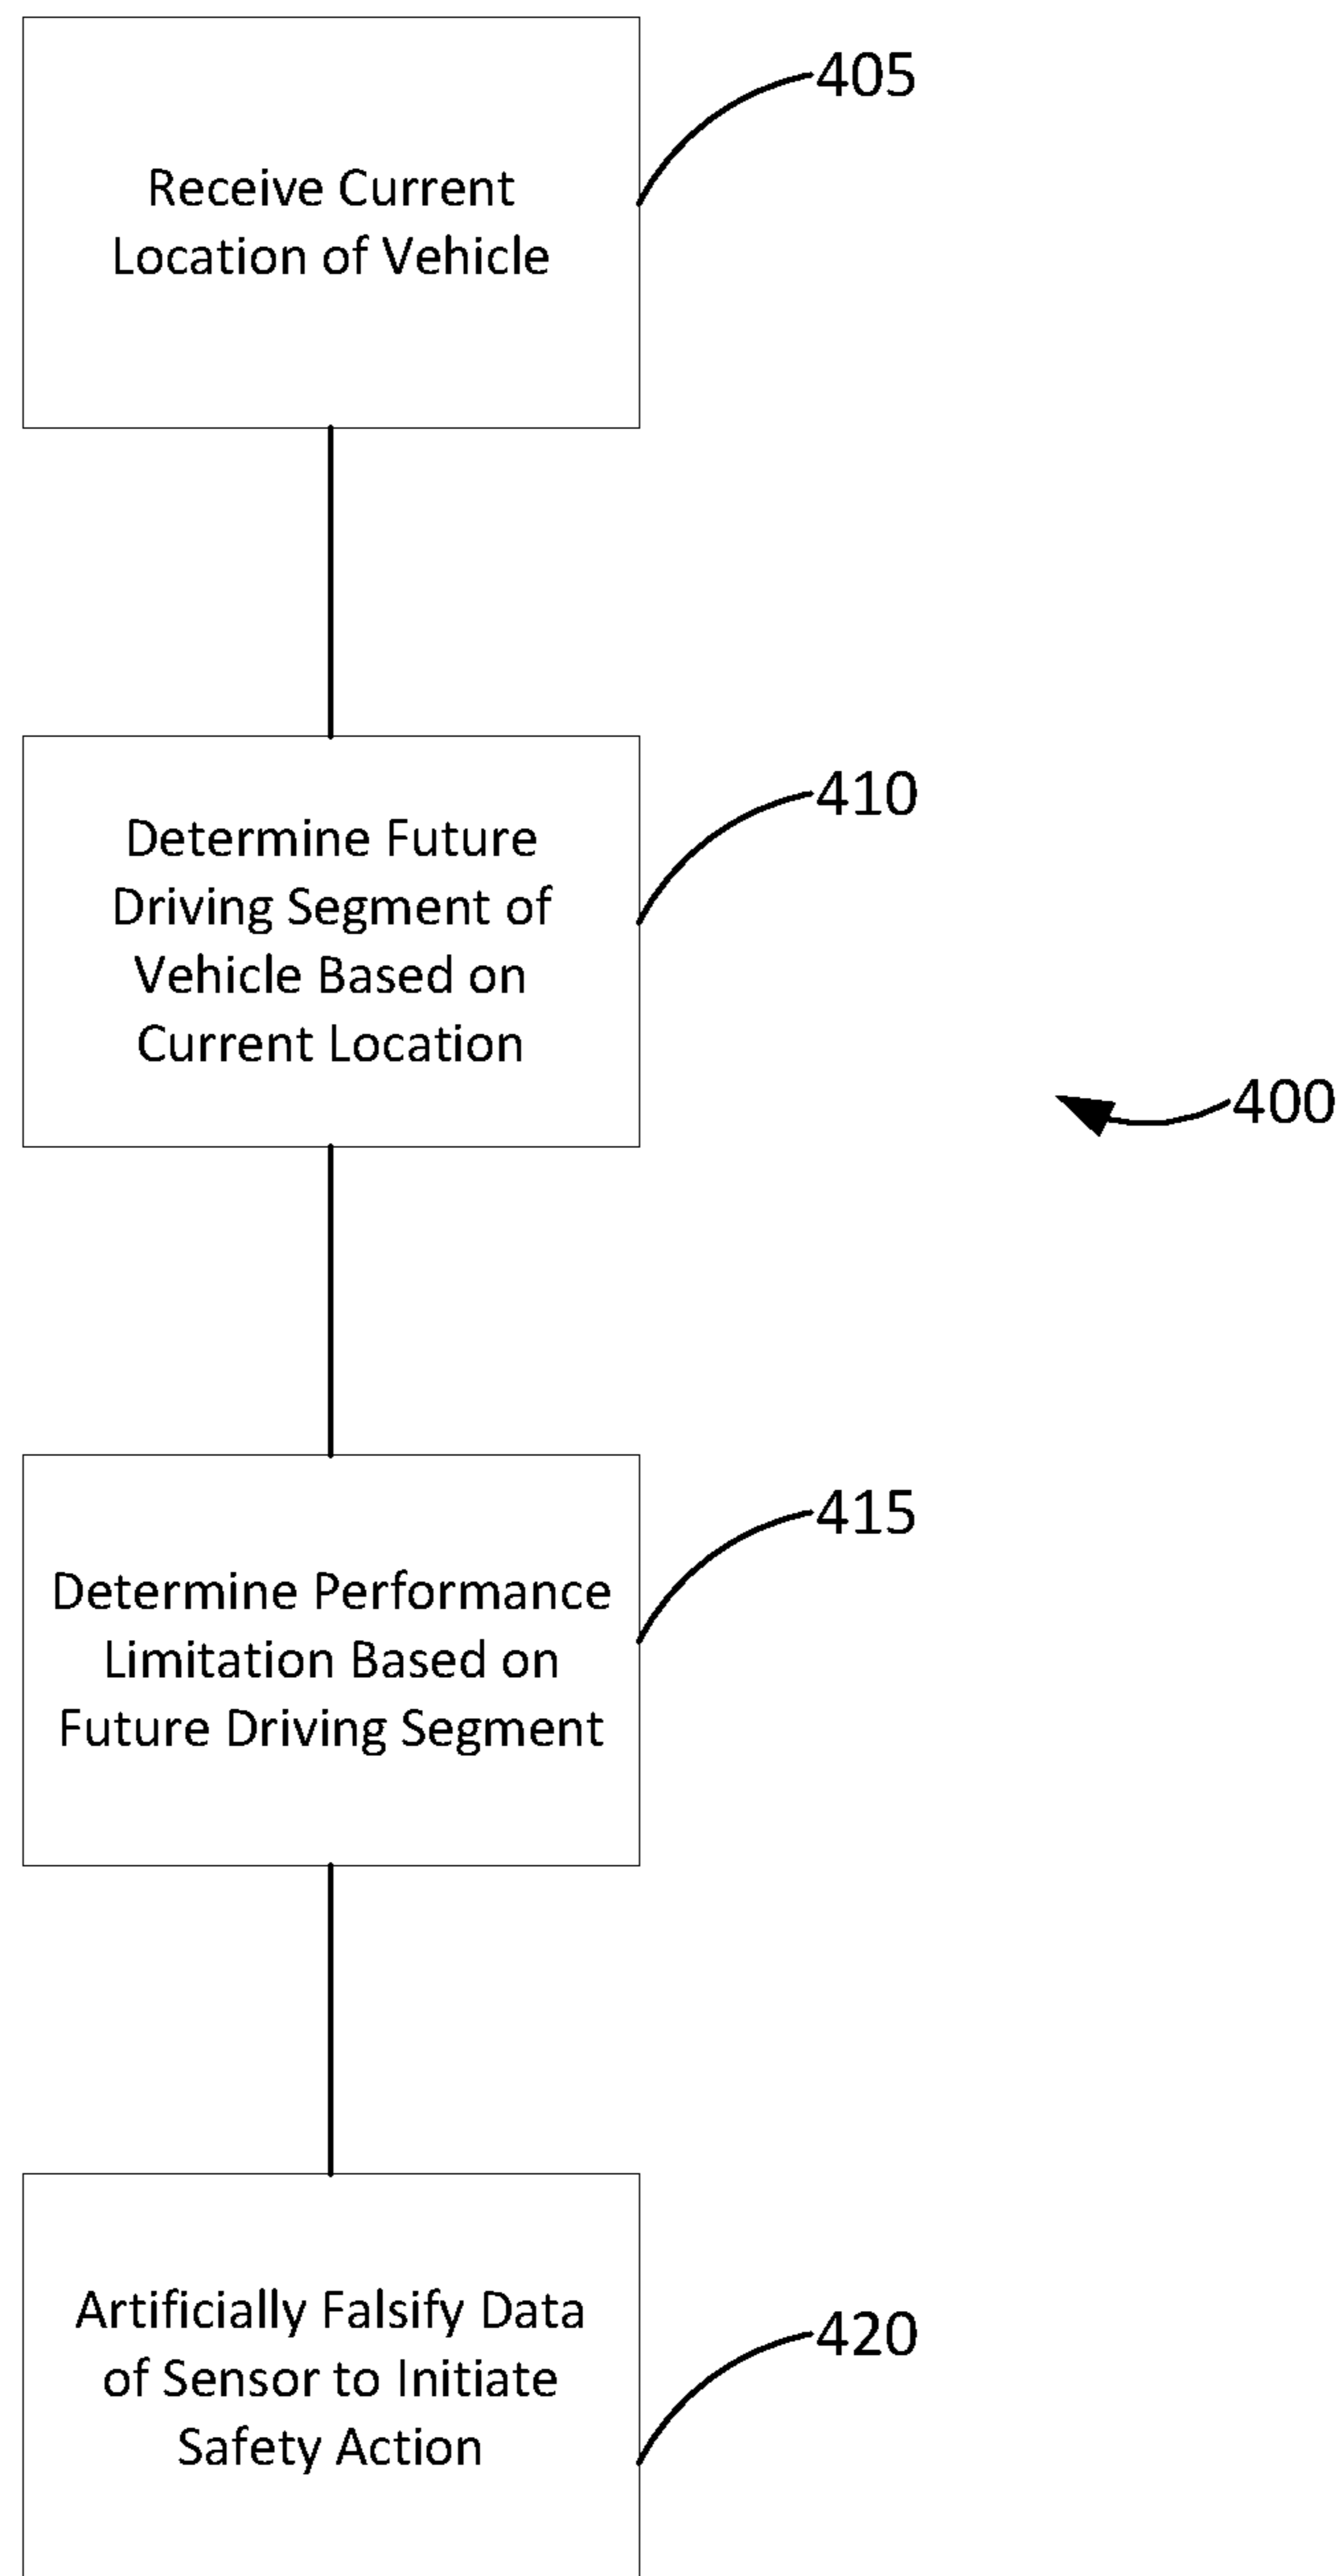 405
Receive Current
Location of Vehicle
410
Determine Future
Driving Segment of
Vehicle Based on
Current Location
400
415
Determine Performance
Limitation Based on
Future Driving Segment
420
Artificially Falsify Data
of Sensor to Initiate
Safety Action